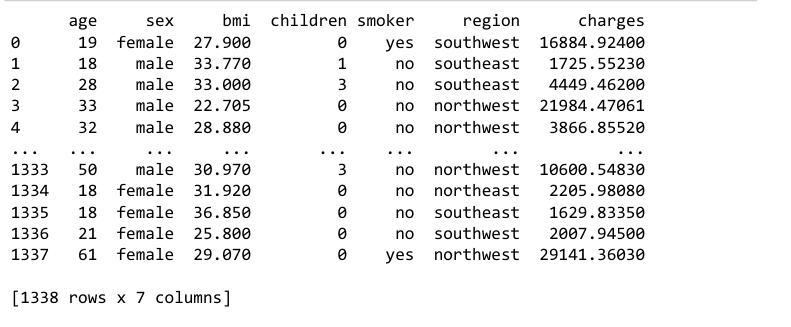 age sex bmi children smoker region charges
0 19 female 27.900 0 yes southwest 16884.92400
1 18 male 33.770 1 no southeast 1725.55230
2 28 male 33.000 3 no southeast 4449.46200
3 33 male 22.705 0 no northwest 21984.47061
4 32 male 28.880 0 no northwest 3866.85520
... ... ... ... ... ... ... ...
1333 50 male 30.970 3 no northwest 10600.54830
1334 18 female 31.920 0 no northeast 2205.98080
1335 18 female 36.850 0 no southeast 1629.83350
1336 21 female 25.800 0 no southwest 2007.94500
1337 61 female 29.070 0 yes northwest 29141.36030
[1338 rows x 7 columns]